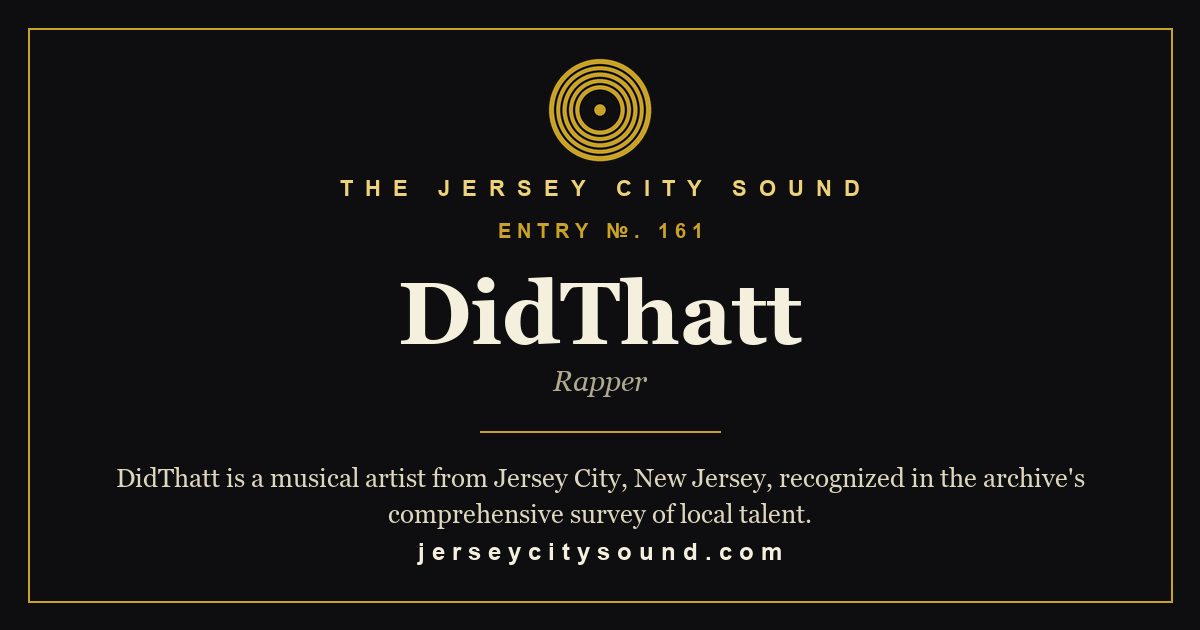 THE JERSEY CITY SOUND
ENTRY №. 161
DidThatt
Rapper
DidThatt is a musical artist from Jersey City, New Jersey, recognized in the archive's
comprehensive survey of local talent.
jerseycitysound.com